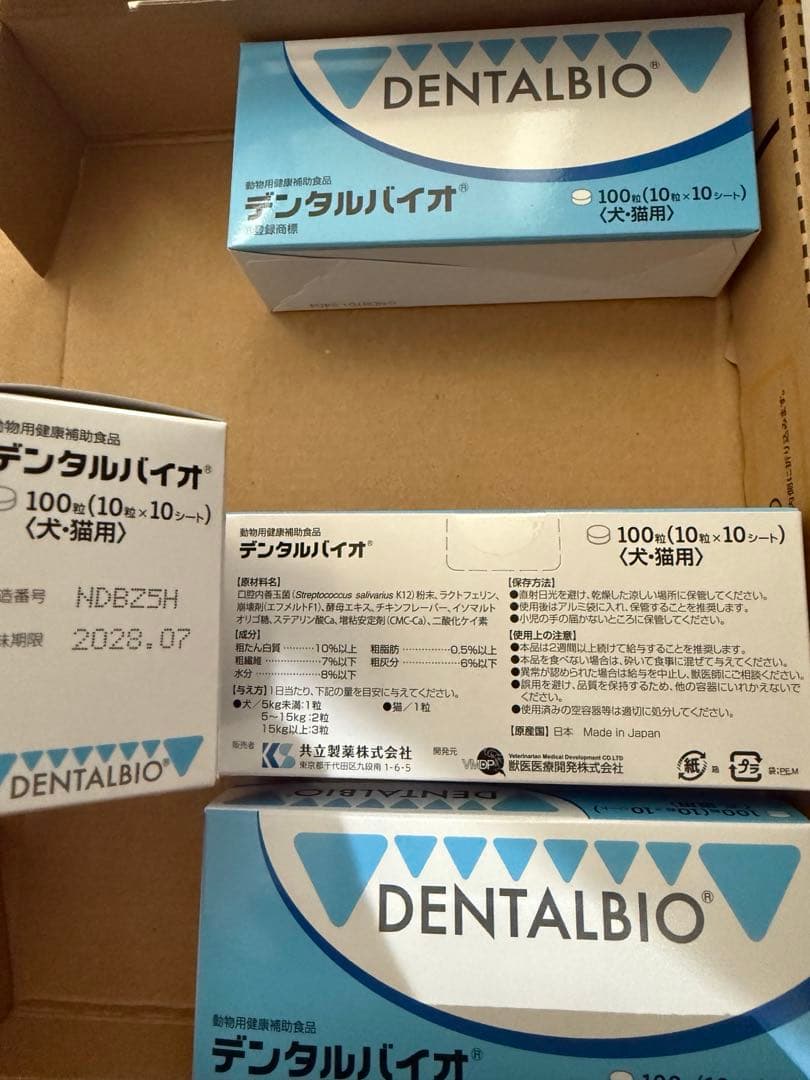 DENTALBIO®
動物用健康補助食品
デンタルバイオ®
®登録商標
100粒(10粒×10シート)
〈犬・猫用〉
動物用健康補助食品
デンタルバイオ®
100粒(10粒×10シート)
〈犬・猫用〉
造番号 NDBZ5H
味期限 2028.07
DENTALBIO®
動物用健康補助食品
デンタルバイオ®
100粒(10粒×10シート)
〈犬・猫用〉
【原材料名】
口腔内善玉菌(Streptococcus salivarius K12)粉末、ラクトフェリン、
崩壊剤(エフメルトF1)、酵母エキス、チキンフレーバー、イソマルト
オリゴ糖、ステアリン酸Ca、増粘安定剤(CMC-Ca)、二酸化ケイ素
【成分】
粗たん白質…………10%以上 粗脂肪……………0.5%以上
粗繊維………………7%以下 粗灰分……………6%以下
水分…………………8%以下
【与え方】1日当たり、下記の量を目安に与えてください。
●犬/5kg未満:1粒 ●猫/1粒
5~15kg:2粒
15kg以上:3粒
販売者 KS 共立製薬株式会社
東京都千代田区九段南1-6-5
開発元 VMDP Veterinarian Medical Development CO.LTD
獣医医療開発株式会社
【保存方法】
●直射日光を避け、乾燥した涼しい場所に保管してください。
●使用後はアルミ袋に入れ、保管することを推奨します。
●小児の手の届かないところに保管してください。
【使用上の注意】
●本品は2週間以上続けて給与することを推奨します。
●本品を食べない場合は、砕いて食事に混ぜて与えてください。
●異常が認められた場合は給与を中止し、獣医師にご相談ください。
●誤用を避け、品質を保持するため、他の容器にいれかえないで
ください。
●使用済みの空容器等は適切に処分してください。
【原産国】日本 Made in Japan
紙 箱 プラ 袋:PE,M
DENTALBIO
DENTALBIO®
動物用健康補助食品
デンタルバイオ®